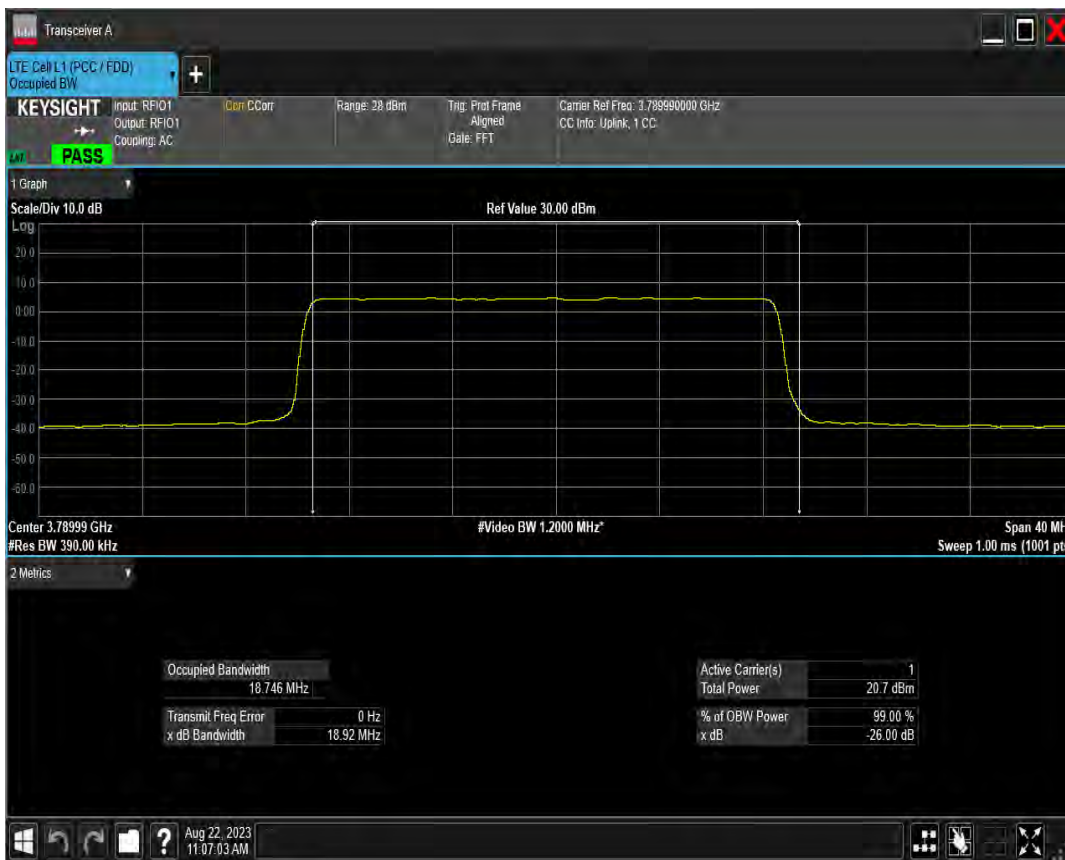 Transceiver A
LTE Cell L1 (PCC / FDD)
Occupied BW
KEYSIGHT
PASS
Input: RFIO1
Output: RFIO1
Coupling: AC
Corr CCorr
Range: 28 dBm
Trig: Prot Frame
Aligned
Gate: FFT
Carrier Ref Freq: 3.789990000 GHz
CC Info: Uplink, 1 CC
1 Graph
Scale/Div 10.0 dB
Ref Value 30.00 dBm
Log
20.0
10.0
0.00
-10.0
-20.0
-30.0
-40.0
-50.0
-60.0
Center 3.78999 GHz
#Video BW 1.2000 MHz*
Span 40 MH
#Res BW 390.00 kHz
Sweep 1.00 ms (1001 pt
2 Metrics
Occupied Bandwidth
18.746 MHz
Transmit Freq Error 0 Hz
x dB Bandwidth 18.92 MHz
Active Carrier(s) 1
Total Power 20.7 dBm
% of OBW Power 99.00 %
x dB -26.00 dB
?
Aug 22, 2023
11:07:03 AM